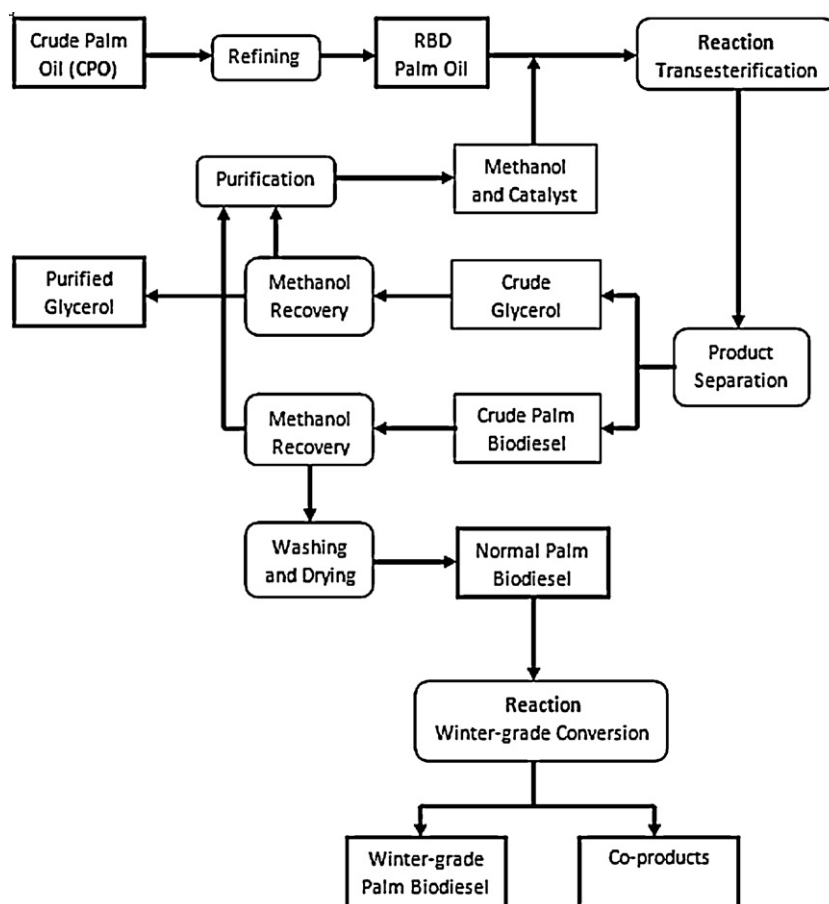 Crude Palm
Oil (CPO)
Refining
RBD
Palm Oil
Reaction
Transesterification
Purification
Methanol
and Catalyst
Purified
Glycerol
Methanol
Recovery
Crude
Glycerol
Product
Separation
Methanol
Recovery
Crude Palm
Biodiesel
Washing
and Drying
Normal Palm
Biodiesel
Reaction
Winter-grade Conversion
Winter-grade
Palm Biodiesel
Co-products